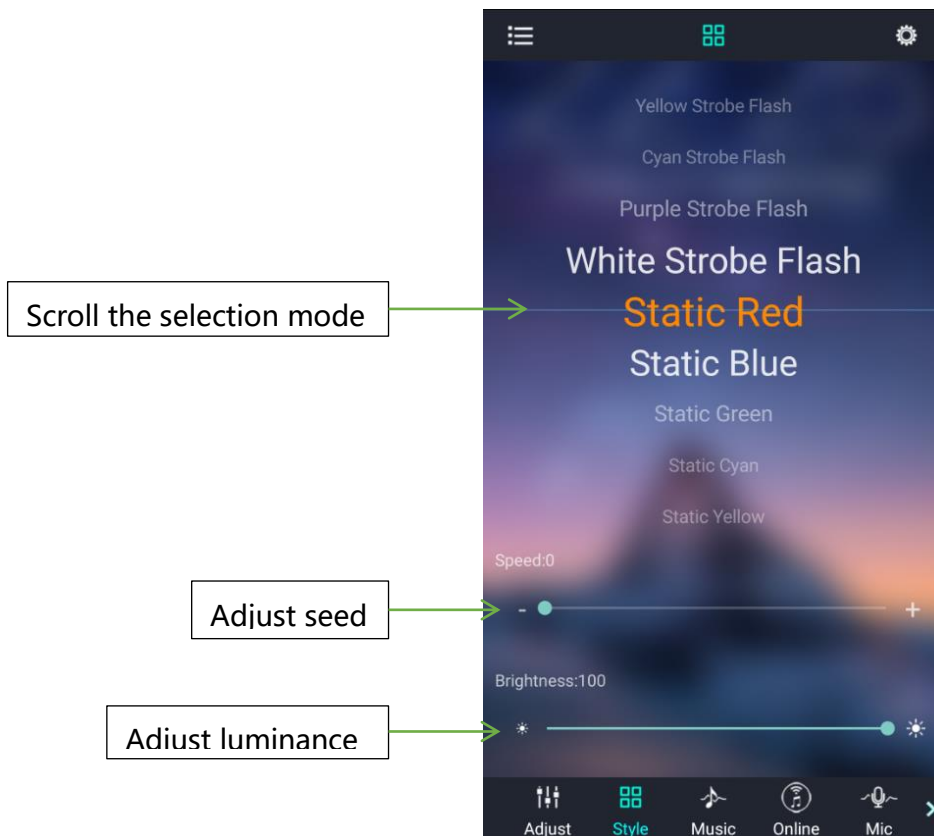 Yellow Strobe Flash
Cyan Strobe Flash
Purple Strobe Flash
White Strobe Flash
Scroll the selection mode
Static Red
Static Blue
Static Green
Static Cyan
Static Yellow
Speed:0
Adjust seed
- +
Brightness:100
Adjust luminance
Adjust Style Music Online Mic